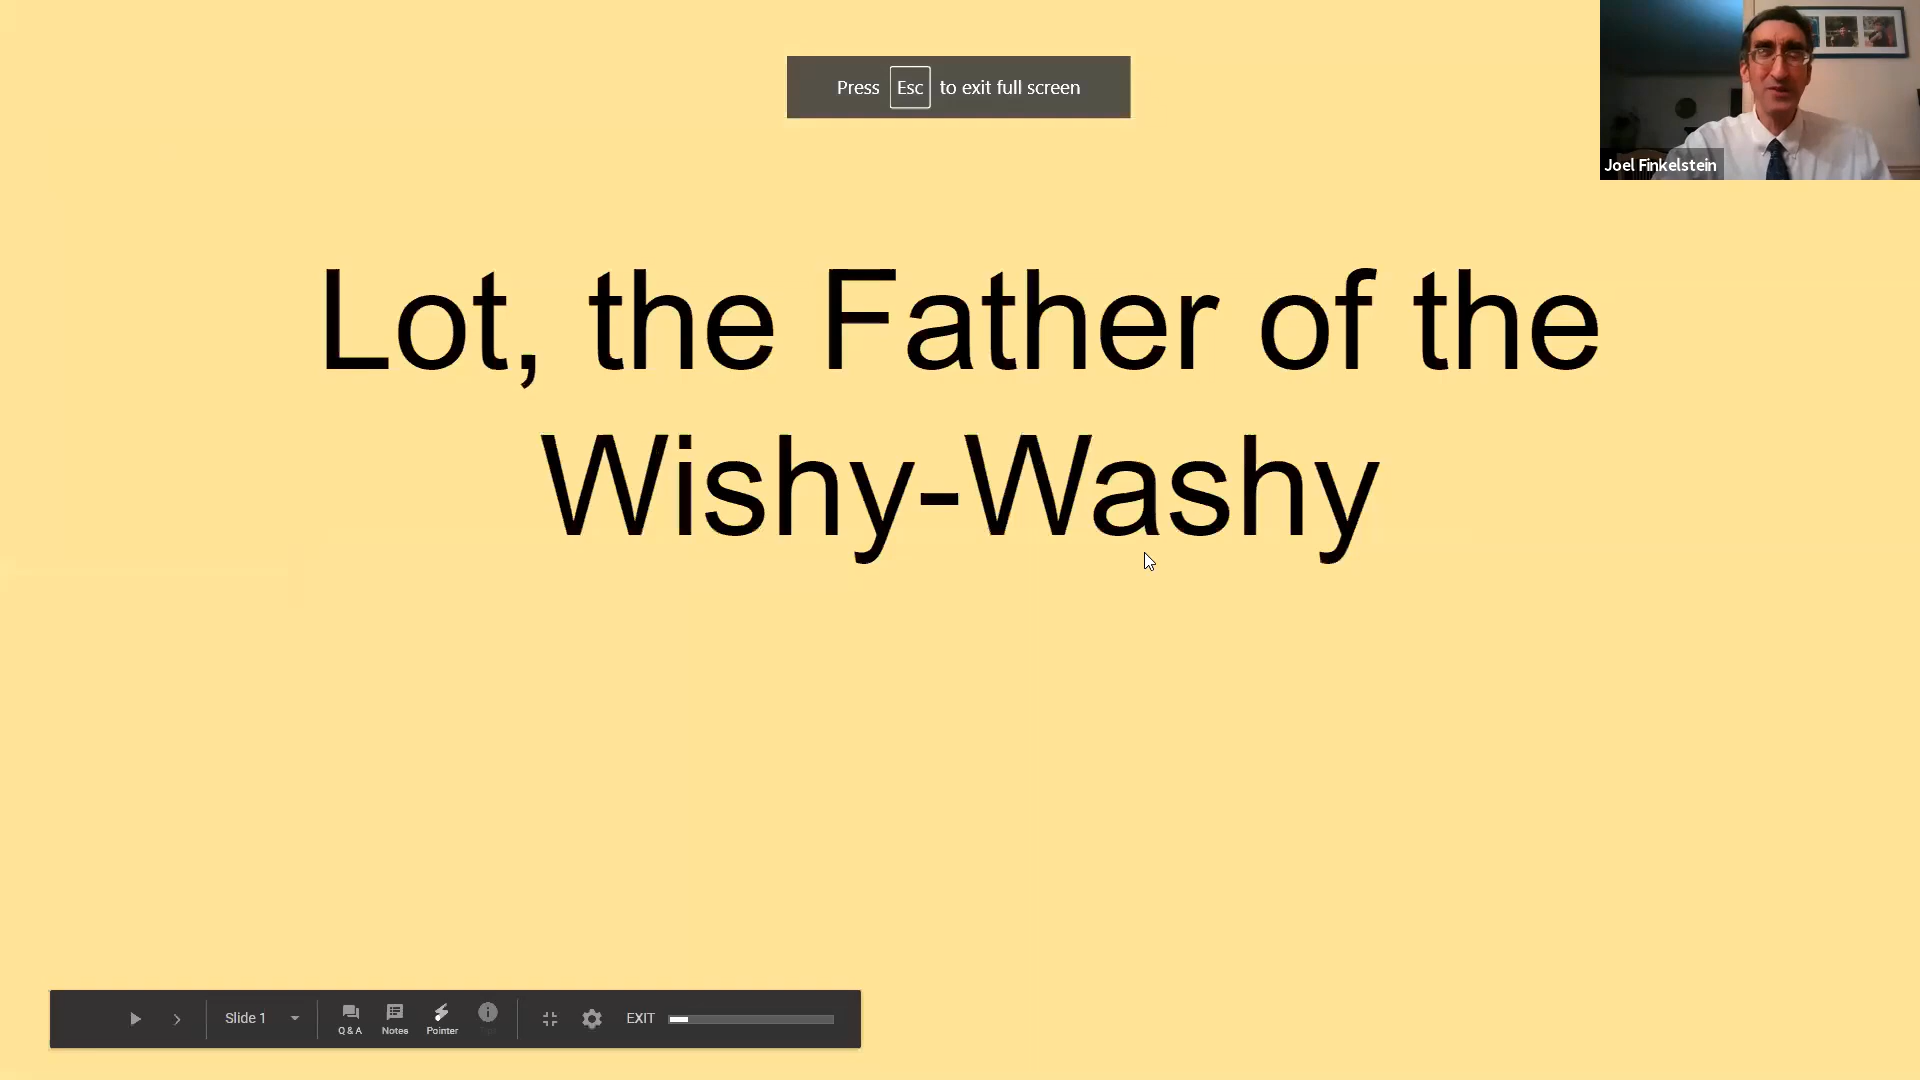 Press Esc to exit full screen
Joel Finkelstein
Lot, the Father of the
Wishy-Washy
Slide 1
Q & A
Notes
Pointer
EXIT